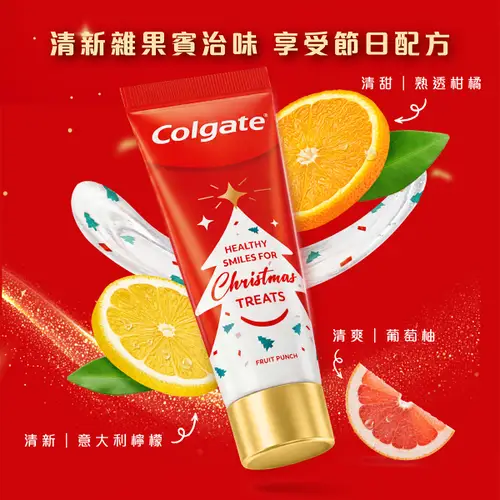 清新雜果賓治味 享受節日配方
清甜｜熟透柑橘
Colgate®
HEALTHY
SMILES FOR
Christmas
TREATS
FRUIT PUNCH
清爽｜葡萄柚
清新｜意大利檸檬